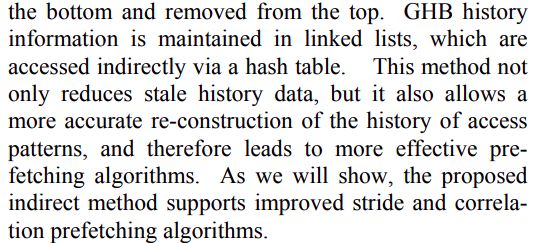 the bottom and removed from the top. GHB history
information is maintained in linked lists, which are
accessed indirectly via a hash table. This method not
only reduces stale history data, but it also allows a
more accurate re-construction of the history of access
patterns, and therefore leads to more effective pre-
fetching algorithms. As we will show, the proposed
indirect method supports improved stride and correla-
tion prefetching algorithms.